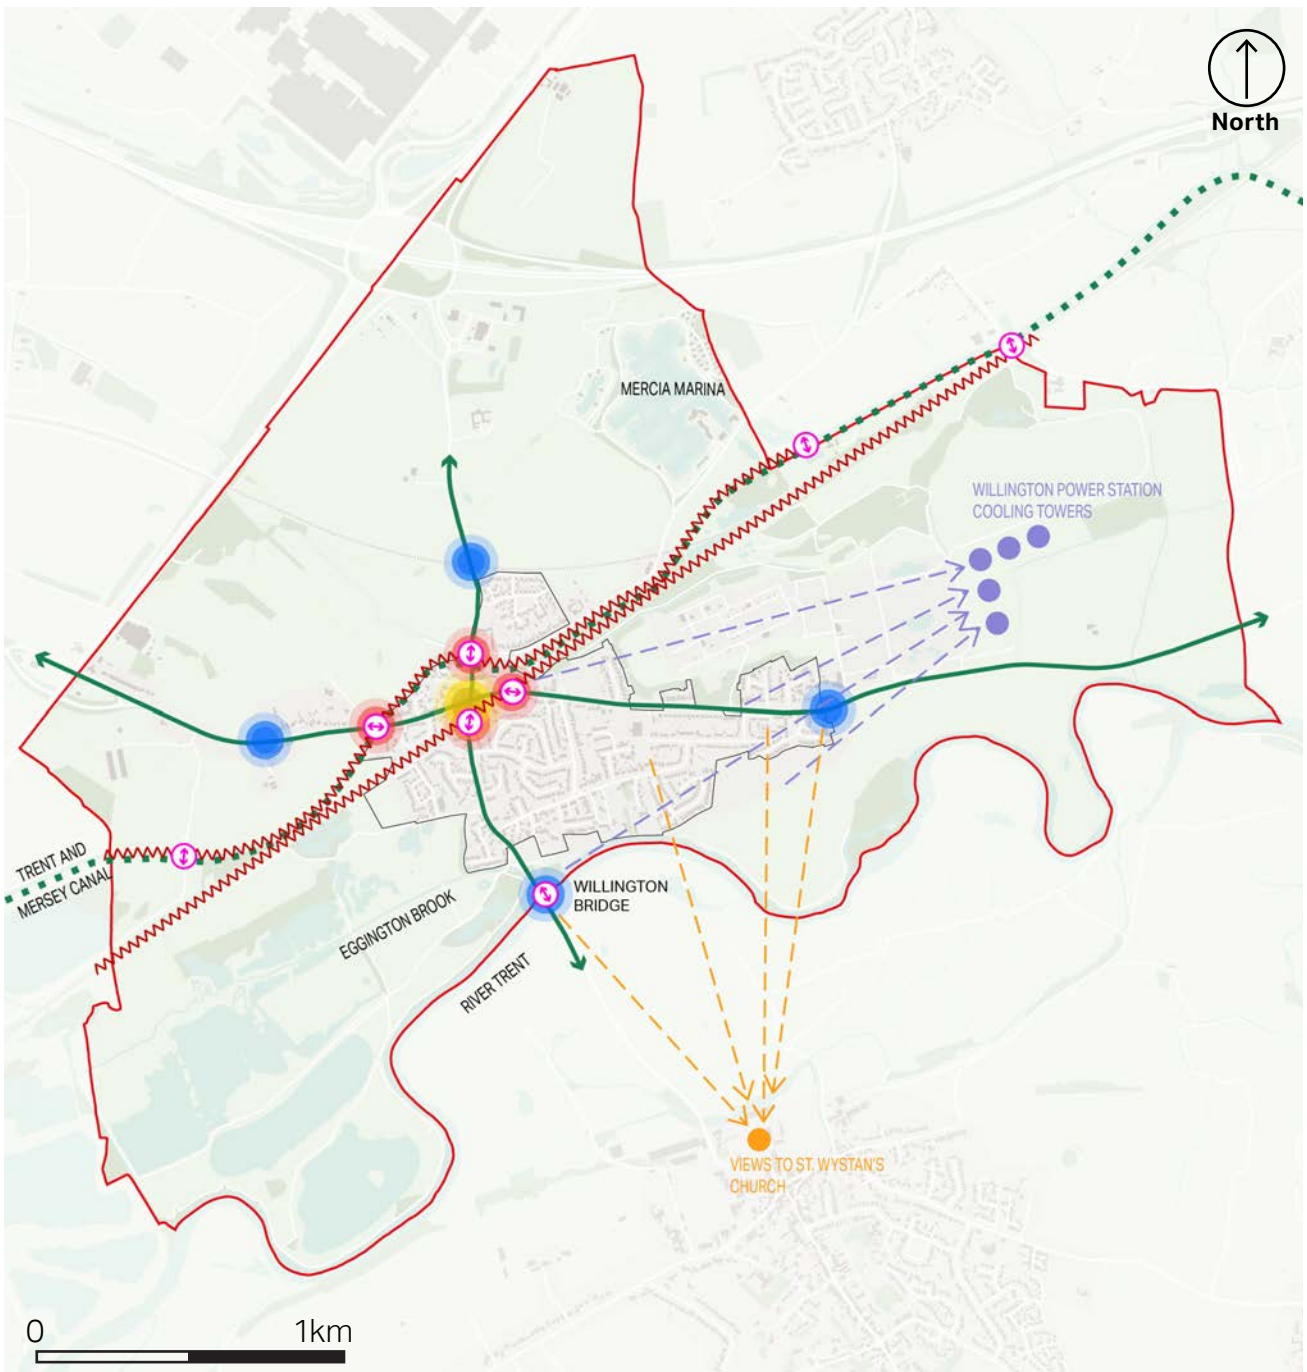 North
MERCIA MARINA
WILLINGTON POWER STATION
COOLING TOWERS
TRENT AND
MERSEY CANAL
EGGINGTON BROOK
WILLINGTON
BRIDGE
RIVER TRENT
VIEWS TO ST. WYSTAN'S
CHURCH
0 1km